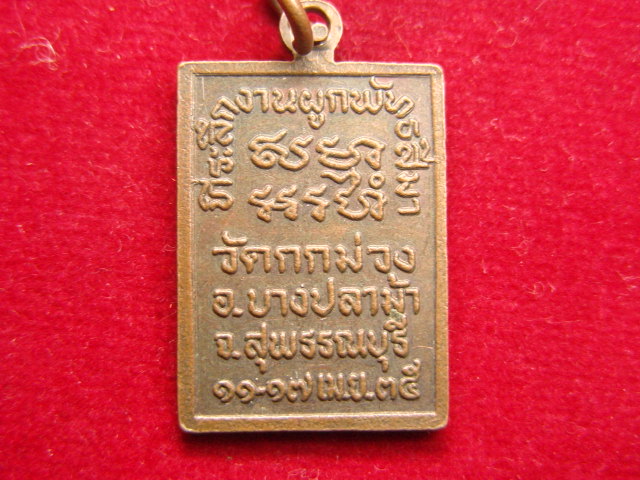 ที่ระลึกงานผูกพัทธสีมา
วัดกกม่วง
อ.บางปลาม้า
จ.สุพรรณบุรี
๑๑-๑๗ เม.ย.๓๕